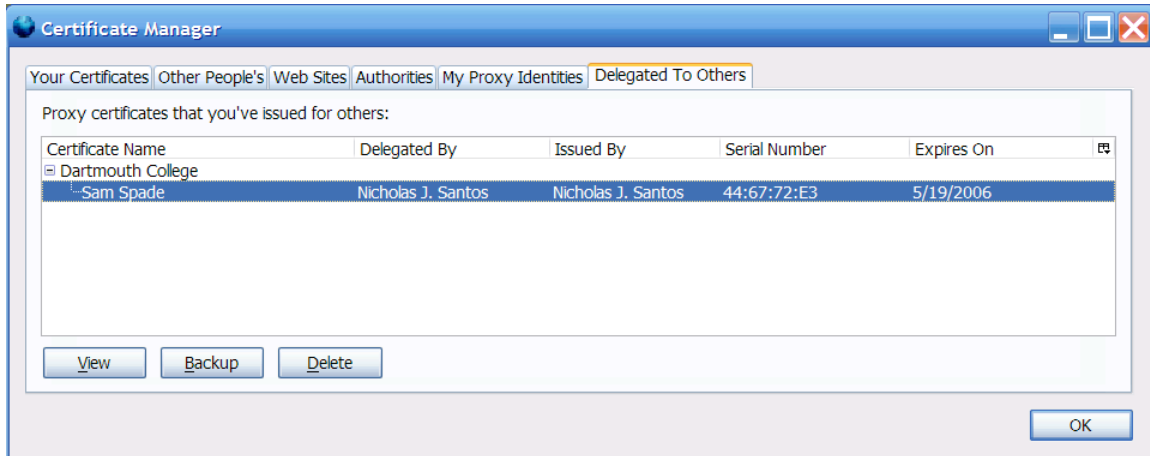 Certificate Manager
Your Certificates Other People's Web Sites Authorities My Proxy Identities Delegated To Others
Proxy certificates that you've issued for others:
Certificate Name Delegated By Issued By Serial Number Expires On
Dartmouth College
Sam Spade Nicholas J. Santos Nicholas J. Santos 44:67:72:E3 5/19/2006
View Backup Delete
OK